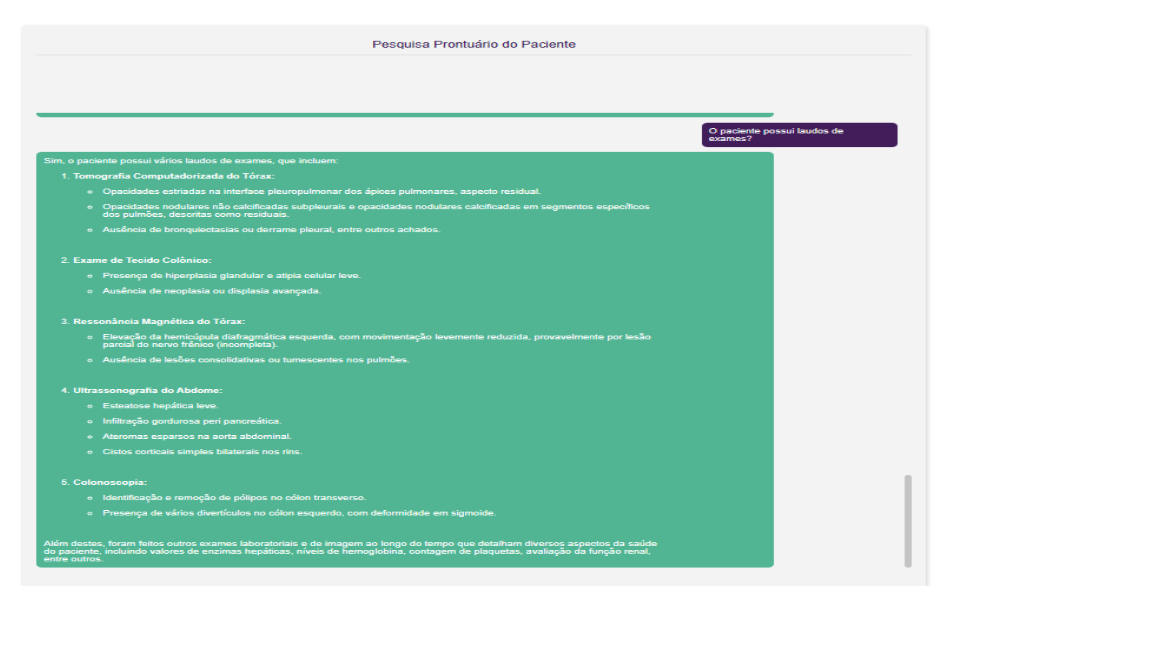 Pesquisa Prontuário do Paciente
O paciente possui laudos de
exames?
Sim, o paciente possui vários laudos de exames, que incluem:
1. Tomografia Computadorizada do Tórax:
Opacidades estriadas na interface pleuropulmonar dos ápices pulmonares, aspecto residual.
Opacidades nodulares não calcificadas subpleurais e opacidades nodulares calcificadas em segmentos específicos
dos pulmões, descritas como residuais.
Ausência de bronquiectasias ou derrame pleural, entre outros achados.
2. Exame de Tecido Colônico:
Presença de hiperplasia glandular e atipia celular leve.
Ausência de neoplasia ou displasia avançada.
3. Ressonância Magnética do Tórax:
Elevação da hemicúpula diafragmática esquerda, com movimentação levemente reduzida, provavelmente por lesão
parcial do nervo frênico (incompleta).
Ausência de lesões consolidativas ou tumescentes nos pulmões.
4. Ultrassonografia do Abdome:
Esteatose hepática leve.
Infiltração gordurosa peri pancreática.
Ateromas esparsos na aorta abdominal.
Cistos corticais simples bilaterais nos rins.
5. Colonoscopia:
Identificação e remoção de pólipos no cólon transverso.
Presença de vários divertículos no cólon esquerdo, com deformidade em sigmoide.
Além destes, foram feitos outros exames laboratoriais e de imagem ao longo do tempo que detalham diversos aspectos da saúde
do paciente, incluindo valores de enzimas hepáticas, níveis de hemoglobina, contagem de plaquetas, avaliação da função renal,
entre outros.